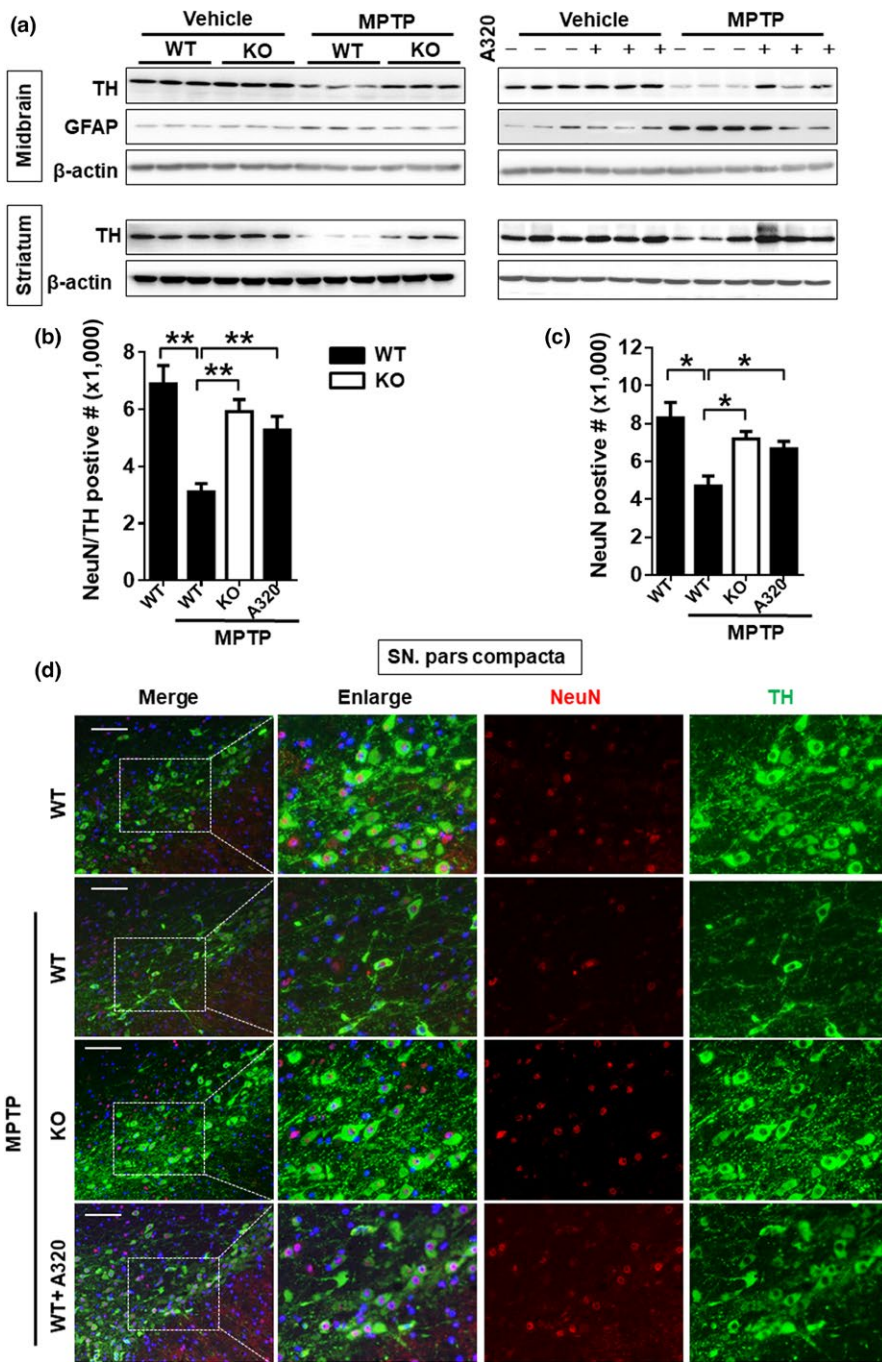 (a)
Vehicle MPTP
WT KO WT KO
A320
Vehicle MPTP
– – – + + + – – – + + +
Midbrain
TH
GFAP
β-actin
Striatum
TH
β-actin
(b)
NeuN/TH postive # (x1,000)
8
6
4
2
0
** **
**
WT
KO
WT WT KO A320
MPTP
(c)
NeuN postive # (x1,000)
12
10
8
6
4
2
0
* *
*
WT WT KO A320
MPTP
SN. pars compacta
(d)
Merge Enlarge NeuN TH
WT
MPTP
WT
KO
WT+A320